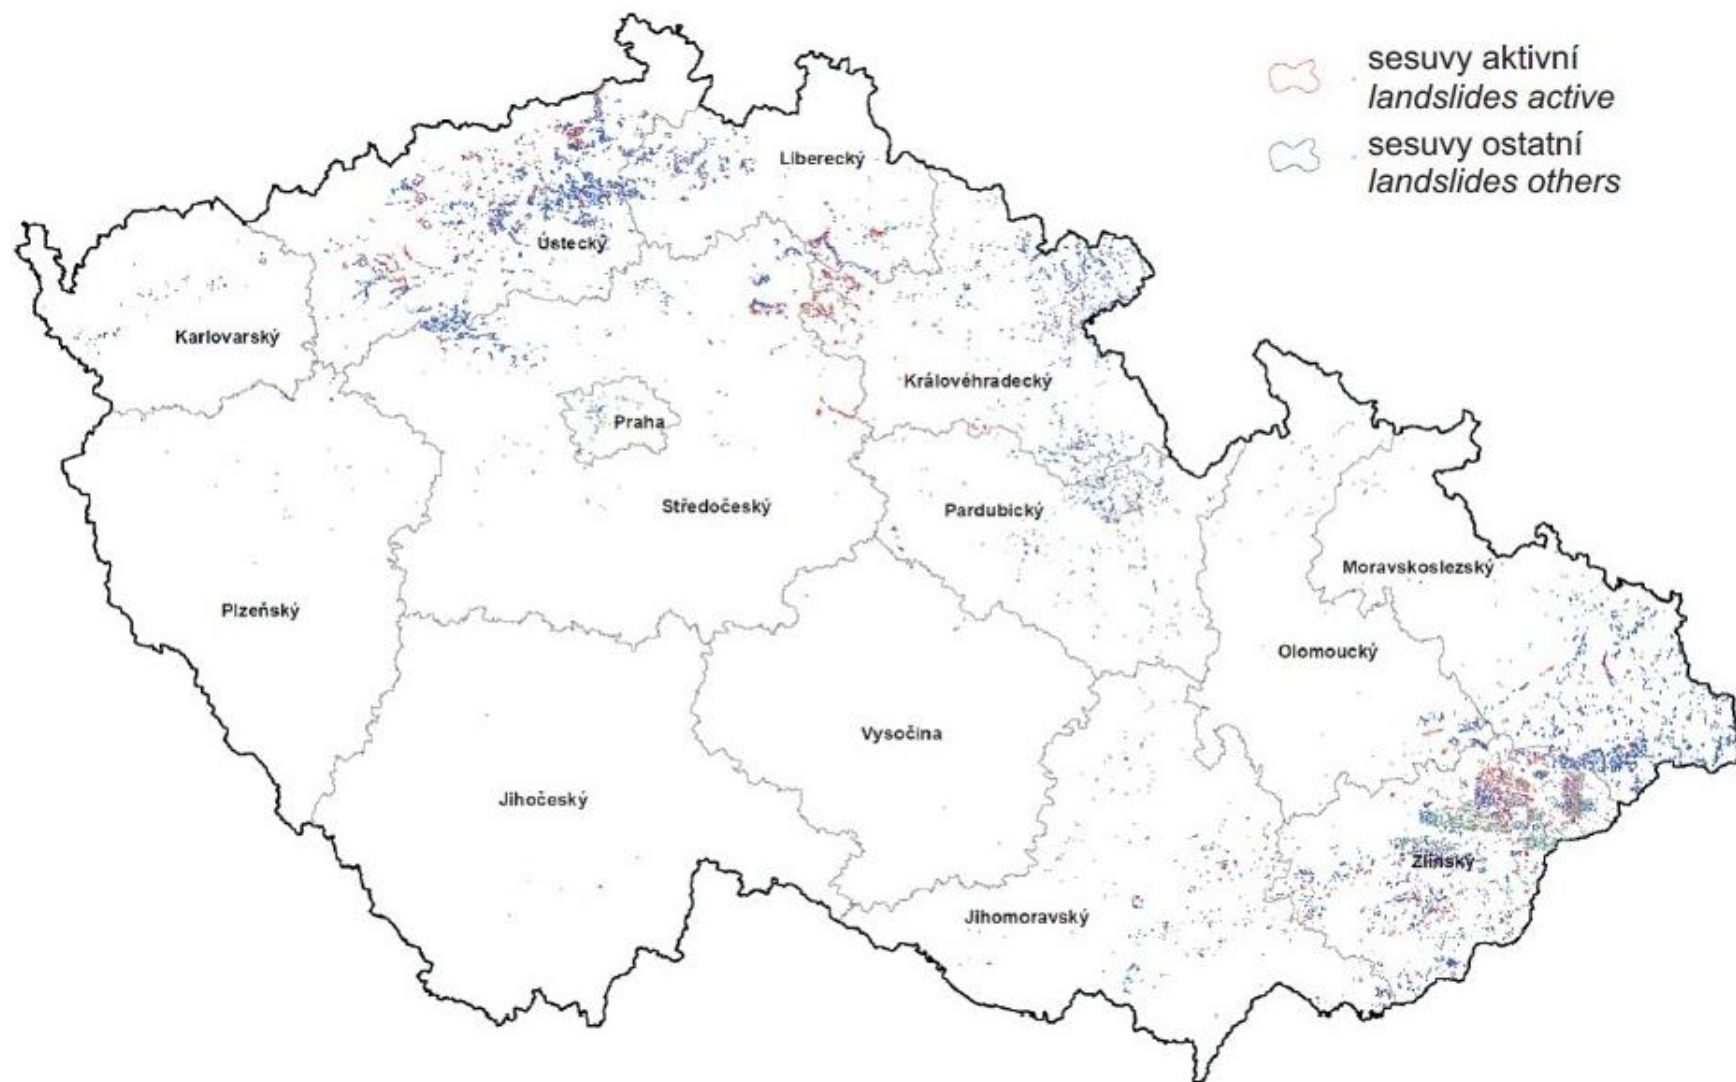 sesuvy aktivní
landslides active
sesuvy ostatní
landslides others
Liberecký
Ústecký
Karlovarský
Královéhradecký
Praha
Středočeský
Pardubický
Moravskoslezský
Plzeňský
Olomoucký
Vysočina
Jihočeský
Zlínský
Jihomoravský